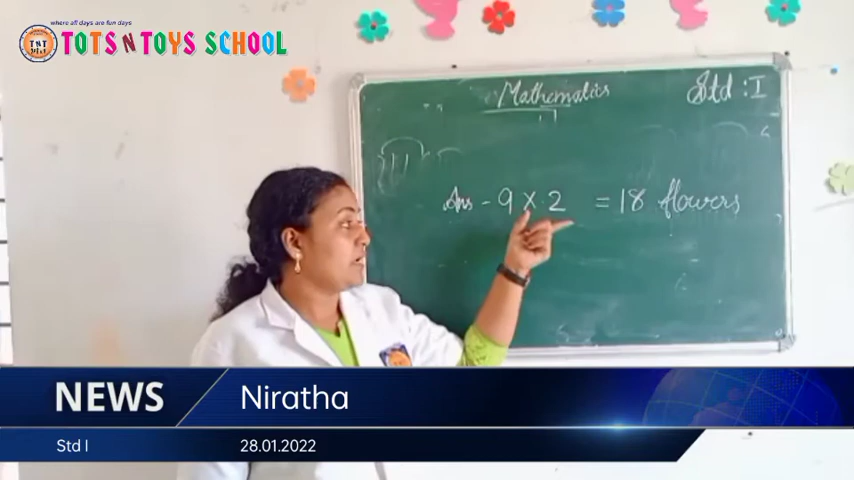 where all days are fun days
TNT
TOTS N TOYS SCHOOL
Mathematics
Std : I
Ans - 9 X 2 = 18 flowers
NEWS
Niratha
Std I
28.01.2022